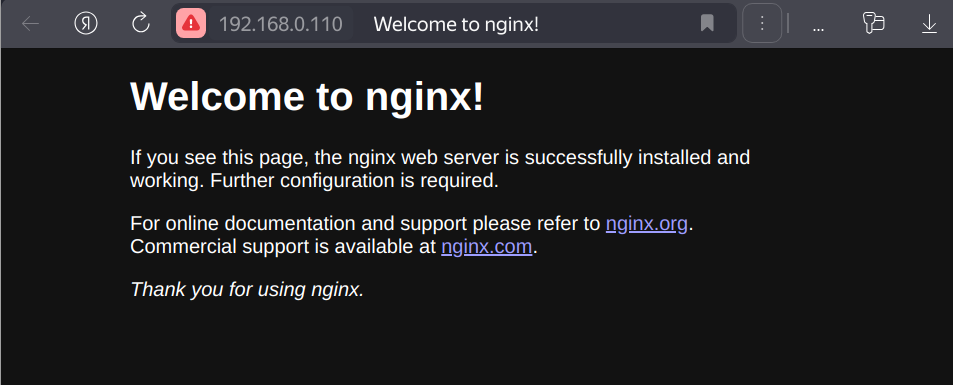 192.168.0.110 Welcome to nginx!
Welcome to nginx!
If you see this page, the nginx web server is successfully installed and
working. Further configuration is required.
For online documentation and support please refer to nginx.org.
Commercial support is available at nginx.com.
Thank you for using nginx.